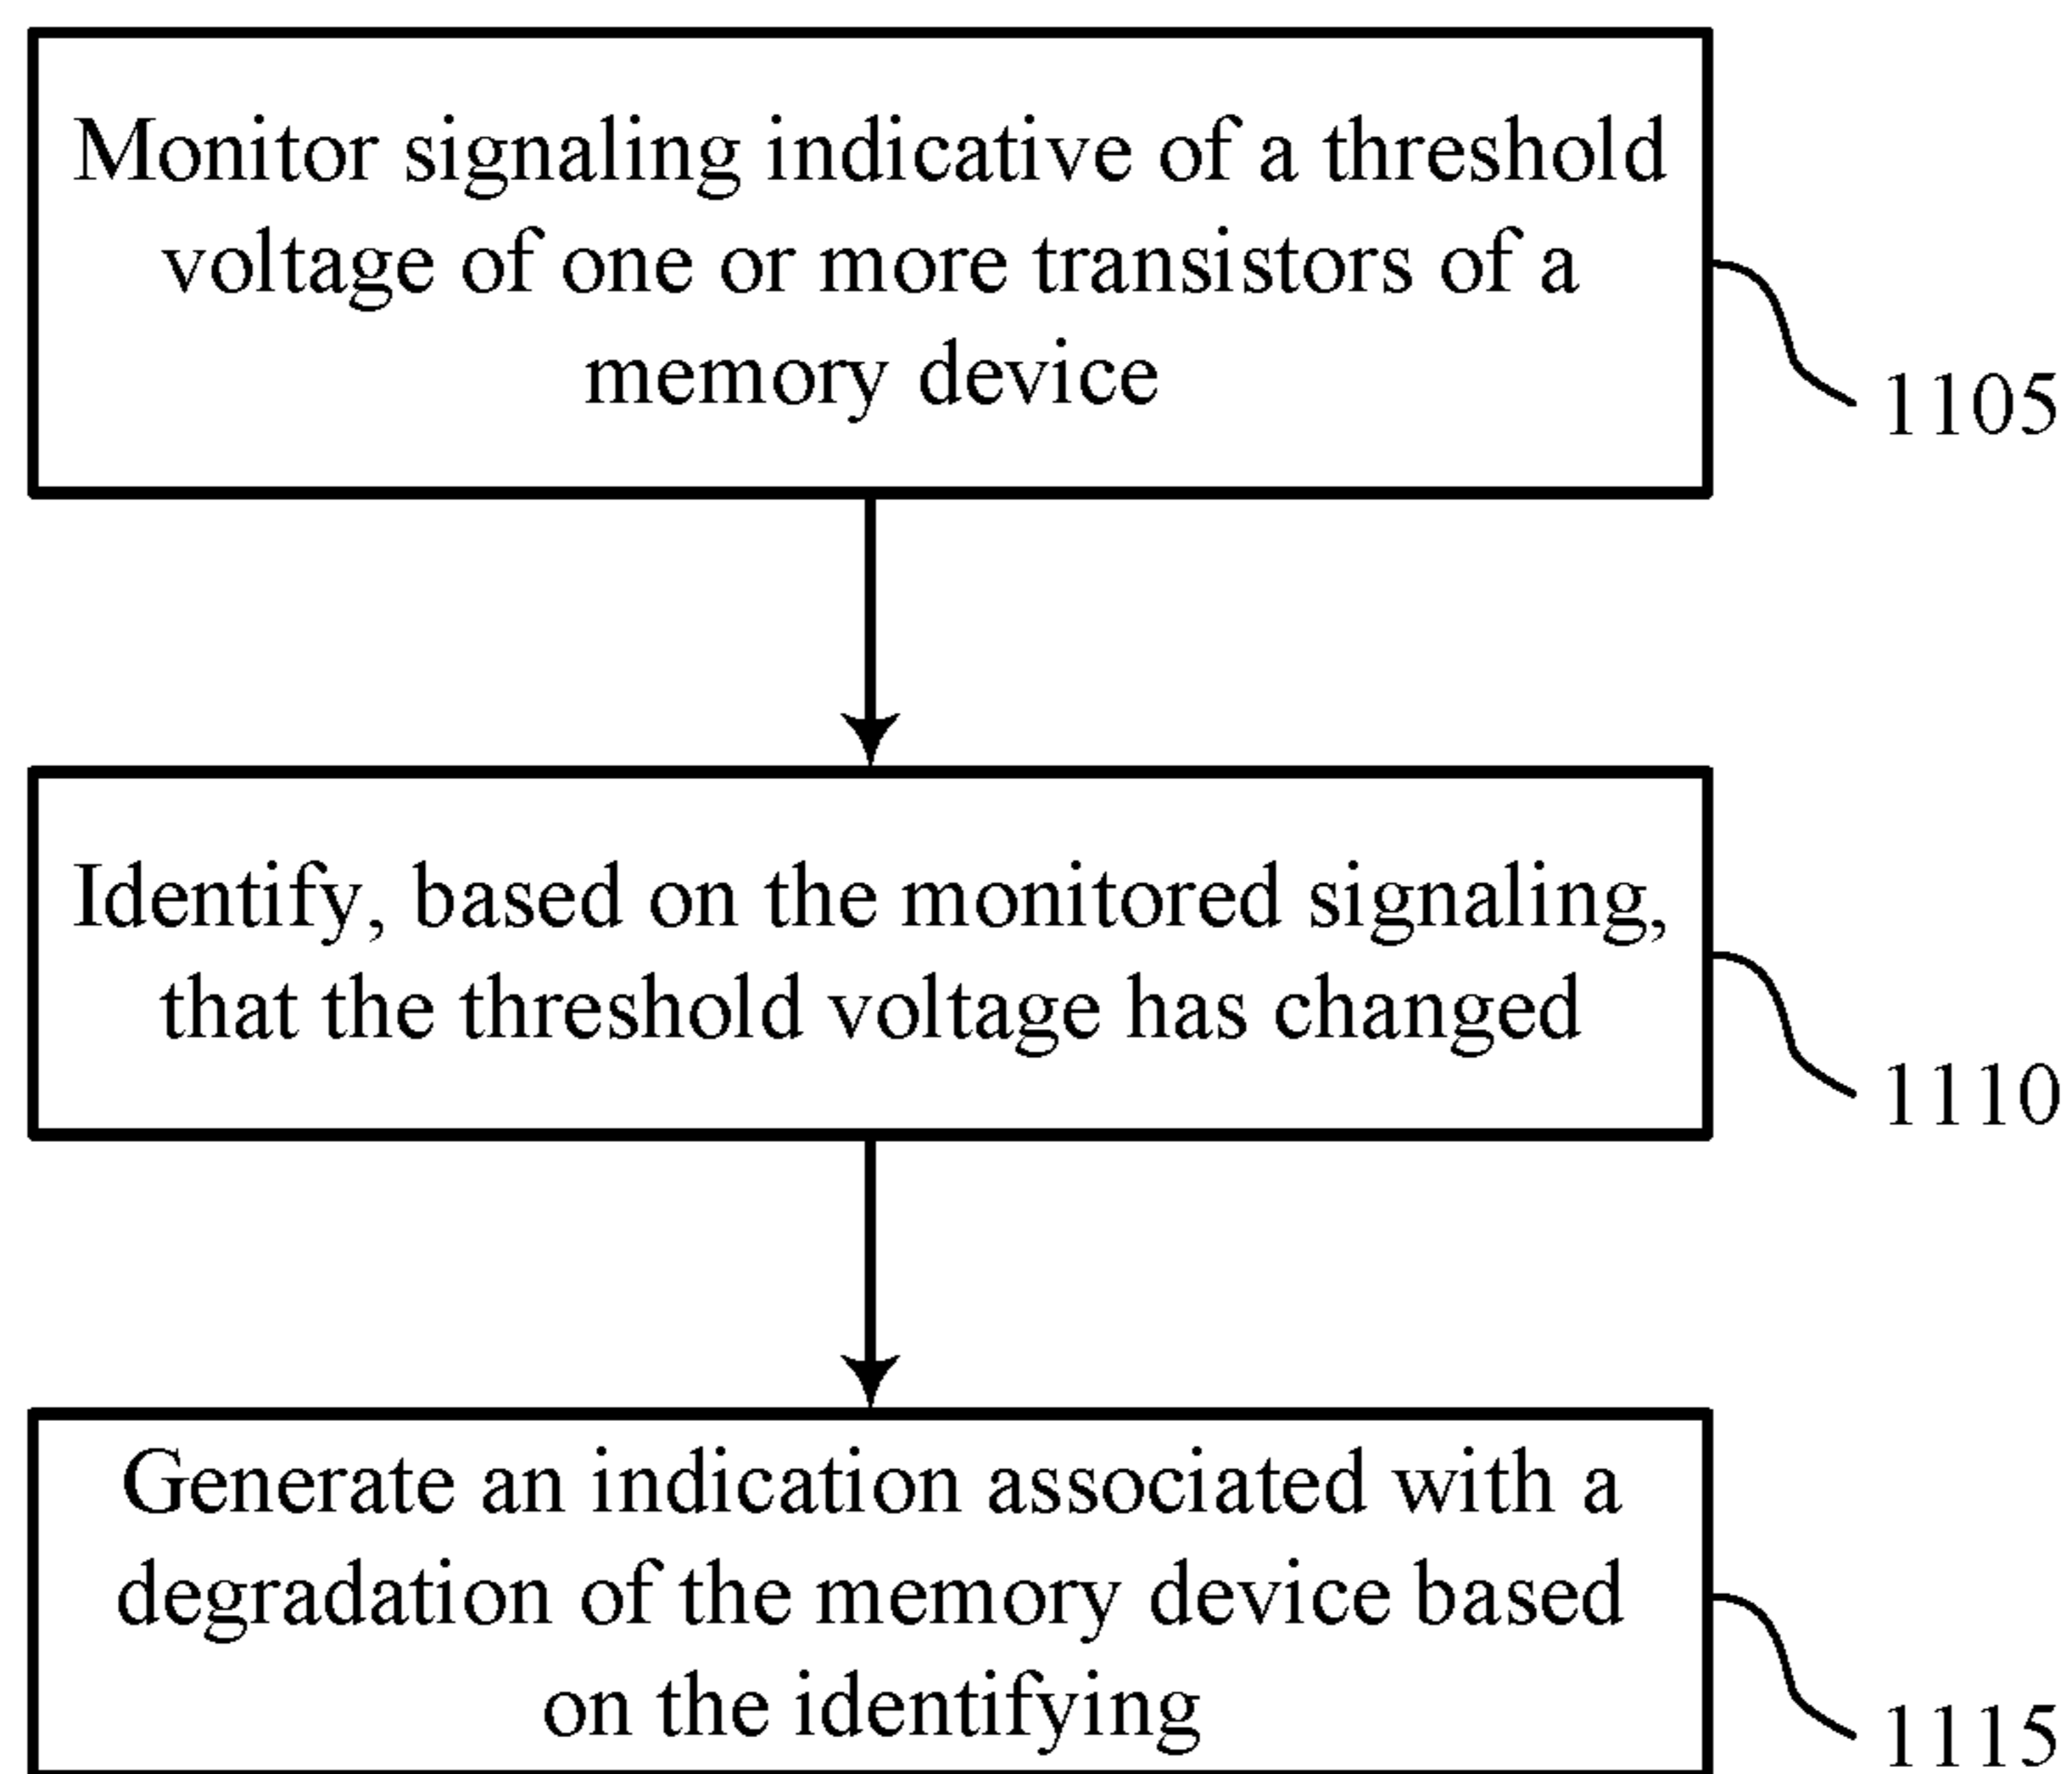 Monitor signaling indicative of a threshold
voltage of one or more transistors of a
memory device
1105
Identify, based on the monitored signaling,
that the threshold voltage has changed
1110
Generate an indication associated with a
degradation of the memory device based
on the identifying
1115